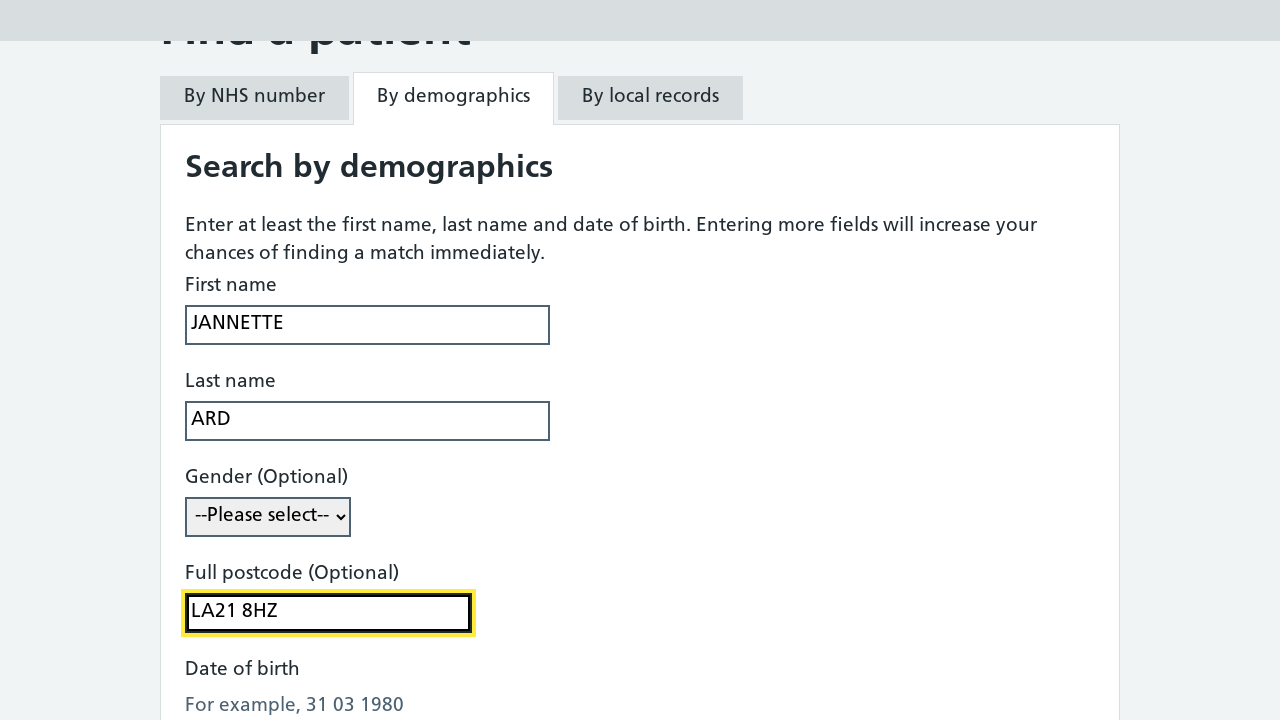 Find a patient
By NHS number
By demographics
By local records
Search by demographics
Enter at least the first name, last name and date of birth. Entering more fields will increase your
chances of finding a match immediately.
First name
JANNETTE
Last name
ARD
Gender (Optional)
--Please select--
Full postcode (Optional)
LA21 8HZ
Date of birth
For example, 31 03 1980